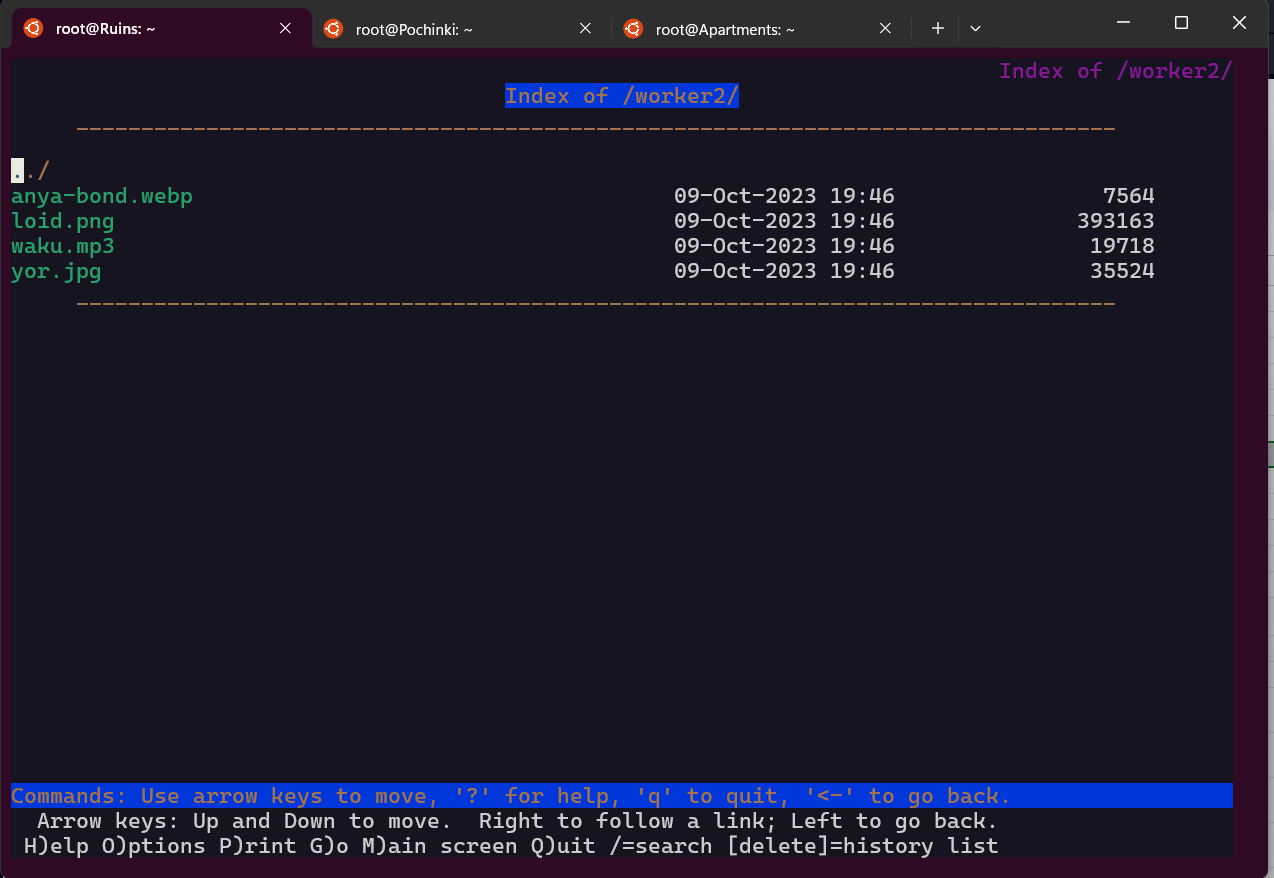 root@Ruins: ~
root@Pochinki: ~
root@Apartments: ~
Index of /worker2/
Index of /worker2/
../
anya-bond.webp 09-Oct-2023 19:46 7564
loid.png 09-Oct-2023 19:46 393163
waku.mp3 09-Oct-2023 19:46 19718
yor.jpg 09-Oct-2023 19:46 35524
Commands: Use arrow keys to move, '?' for help, 'q' to quit, '<-' to go back.
Arrow keys: Up and Down to move. Right to follow a link; Left to go back.
H)elp O)ptions P)rint G)o M)ain screen Q)uit /=search [delete]=history list